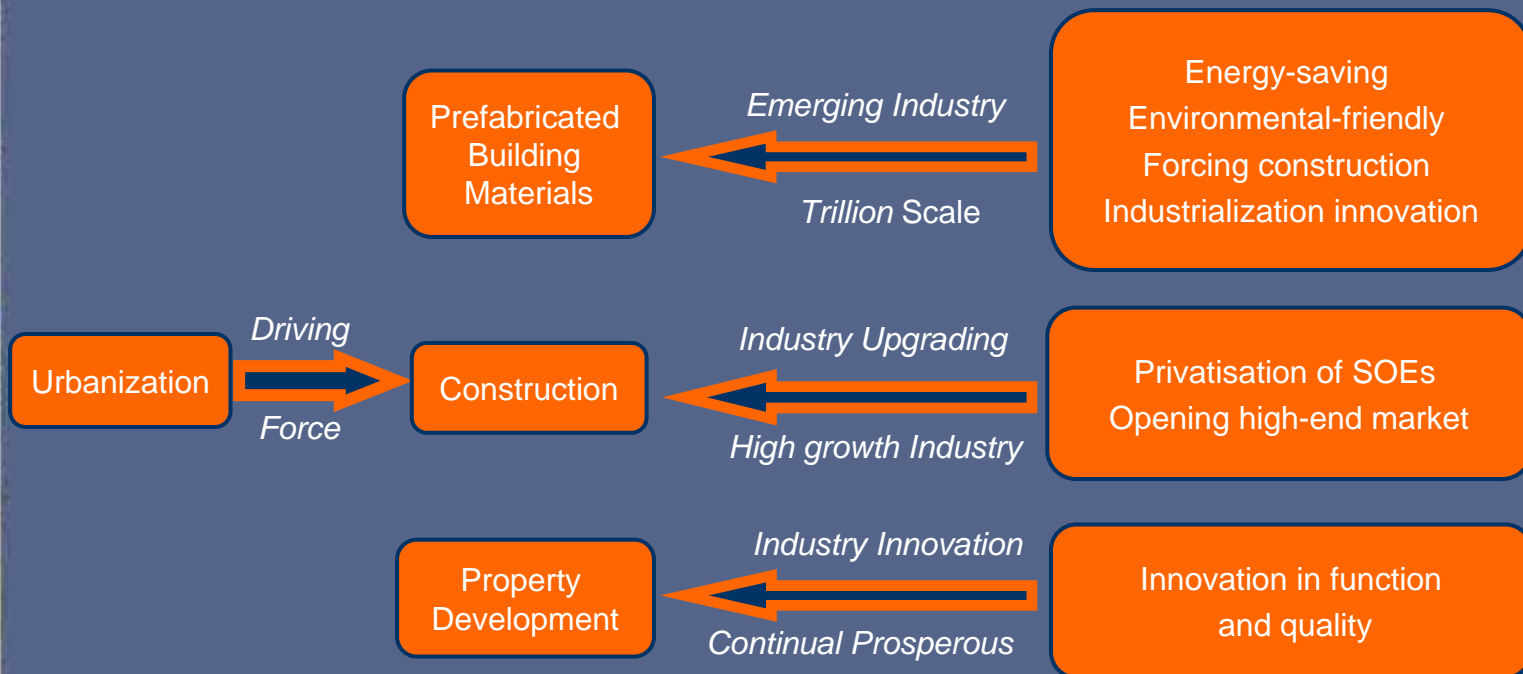 Prefabricated
Building
Materials
Emerging Industry
Trillion Scale
Energy-saving
Environmental-friendly
Forcing construction
Industrialization innovation
Urbanization
Driving
Force
Construction
Industry Upgrading
High growth Industry
Privatisation of SOEs
Opening high-end market
Property
Development
Industry Innovation
Continual Prosperous
Innovation in function
and quality